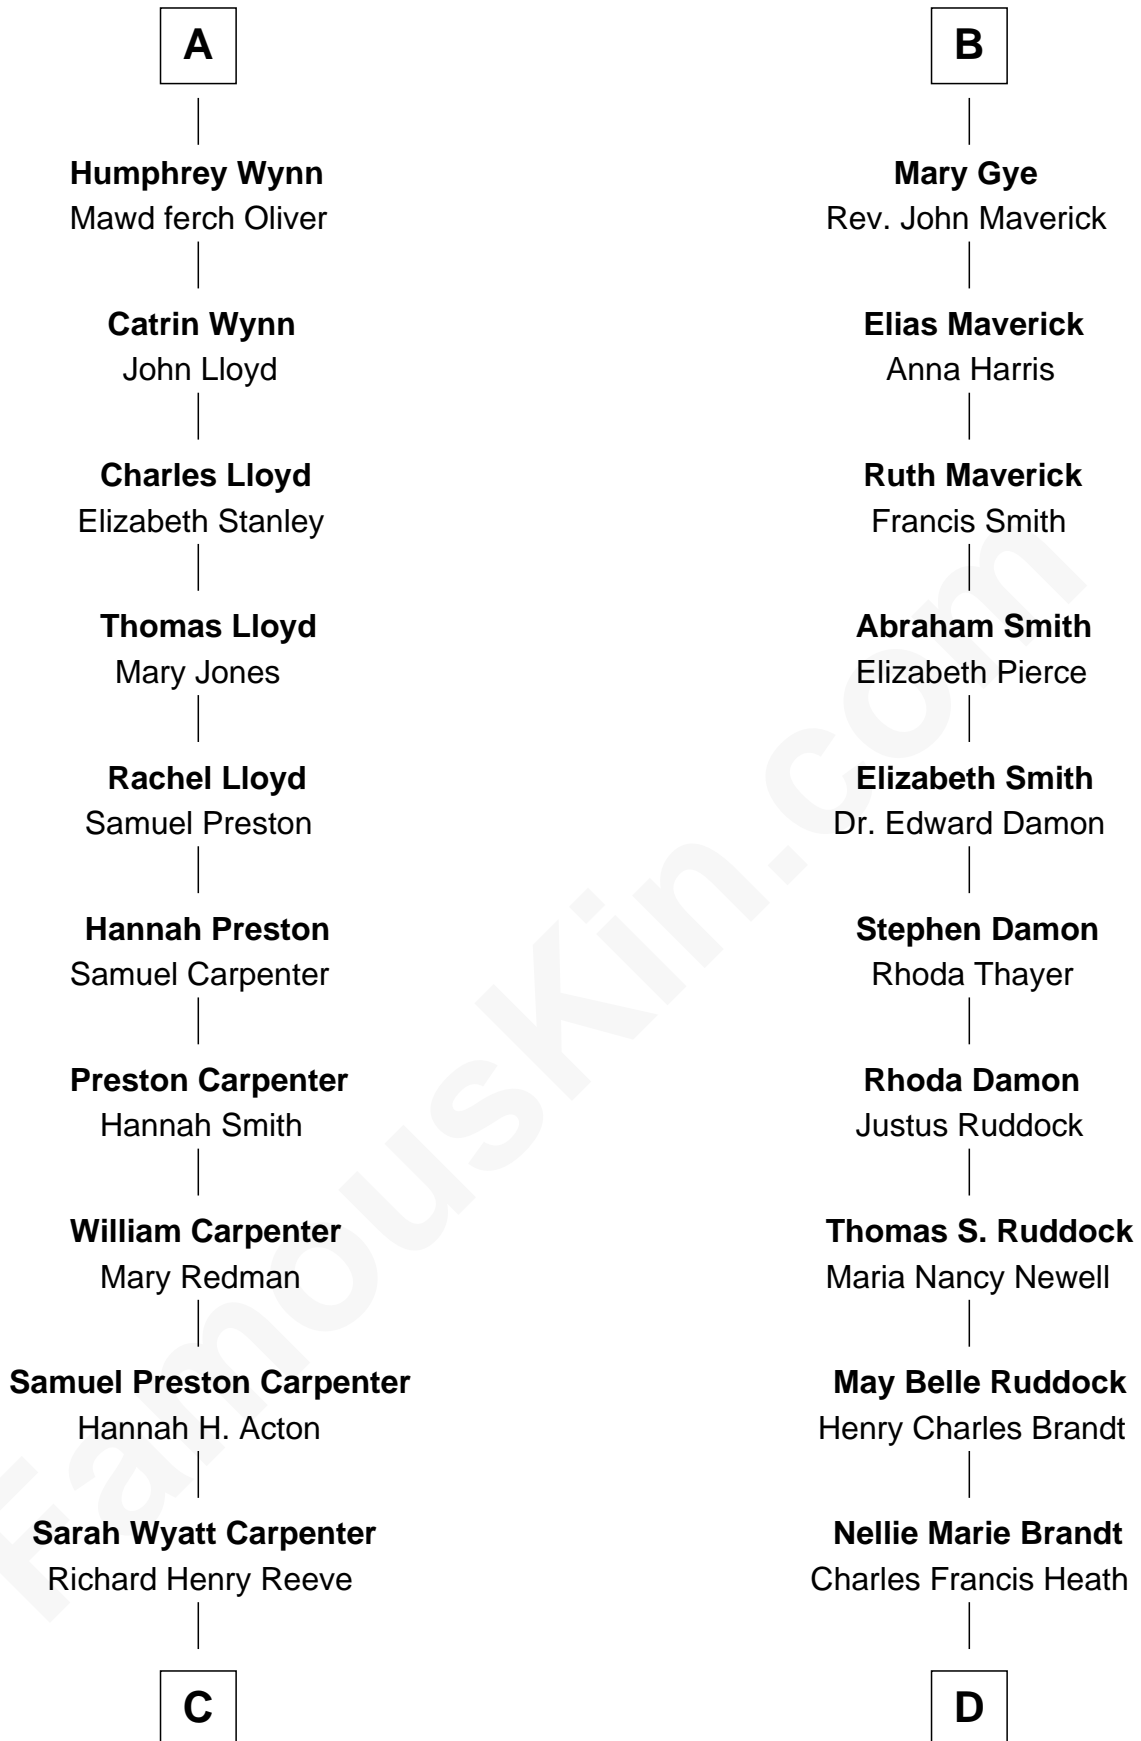 A
Humphrey Wynn
Mawd ferch Oliver
Catrin Wynn
John Lloyd
Charles Lloyd
Elizabeth Stanley
Thomas Lloyd
Mary Jones
Rachel Lloyd
Samuel Preston
Hannah Preston
Samuel Carpenter
Preston Carpenter
Hannah Smith
William Carpenter
Mary Redman
Samuel Preston Carpenter
Hannah H. Acton
Sarah Wyatt Carpenter
Richard Henry Reeve
C
B
Mary Gye
Rev. John Maverick
Elias Maverick
Anna Harris
Ruth Maverick
Francis Smith
Abraham Smith
Elizabeth Pierce
Elizabeth Smith
Dr. Edward Damon
Stephen Damon
Rhoda Thayer
Rhoda Damon
Justus Ruddock
Thomas S. Ruddock
Maria Nancy Newell
May Belle Ruddock
Henry Charles Brandt
Nellie Marie Brandt
Charles Francis Heath
D
FamousKin.com